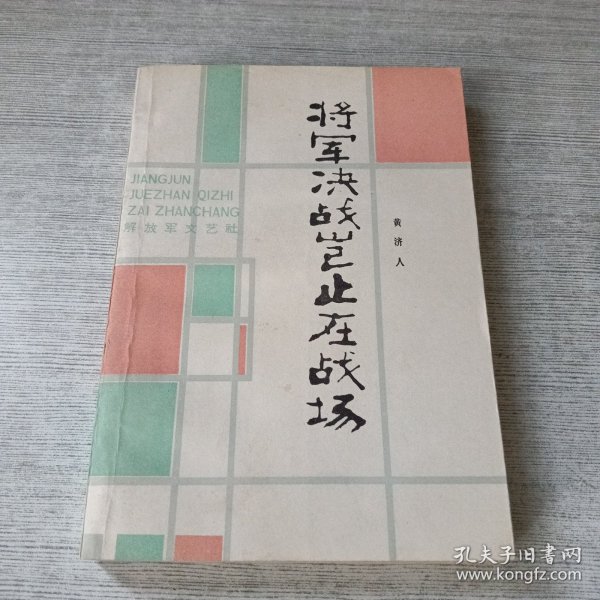 将军决战岂止在战场
黄济人
JIANGJUN
JUEZHAN QIZHI
ZAI ZHANCHANG
解放军文艺社
孔夫子旧书网
www.kongfz.com